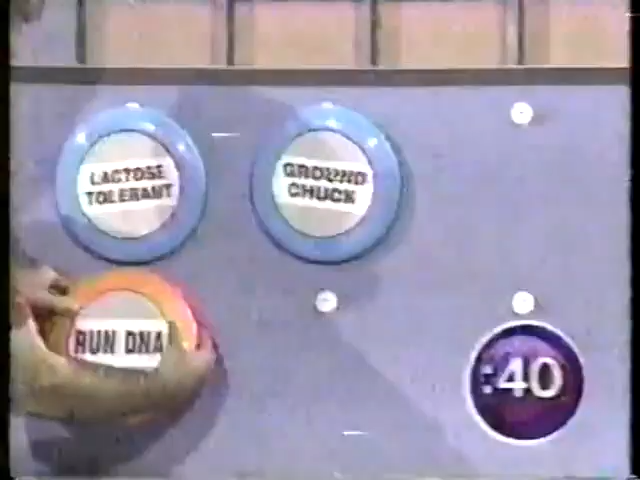 LACTOSE
TOLERANT
GROUND
CHUCK
RUN DNA
:40